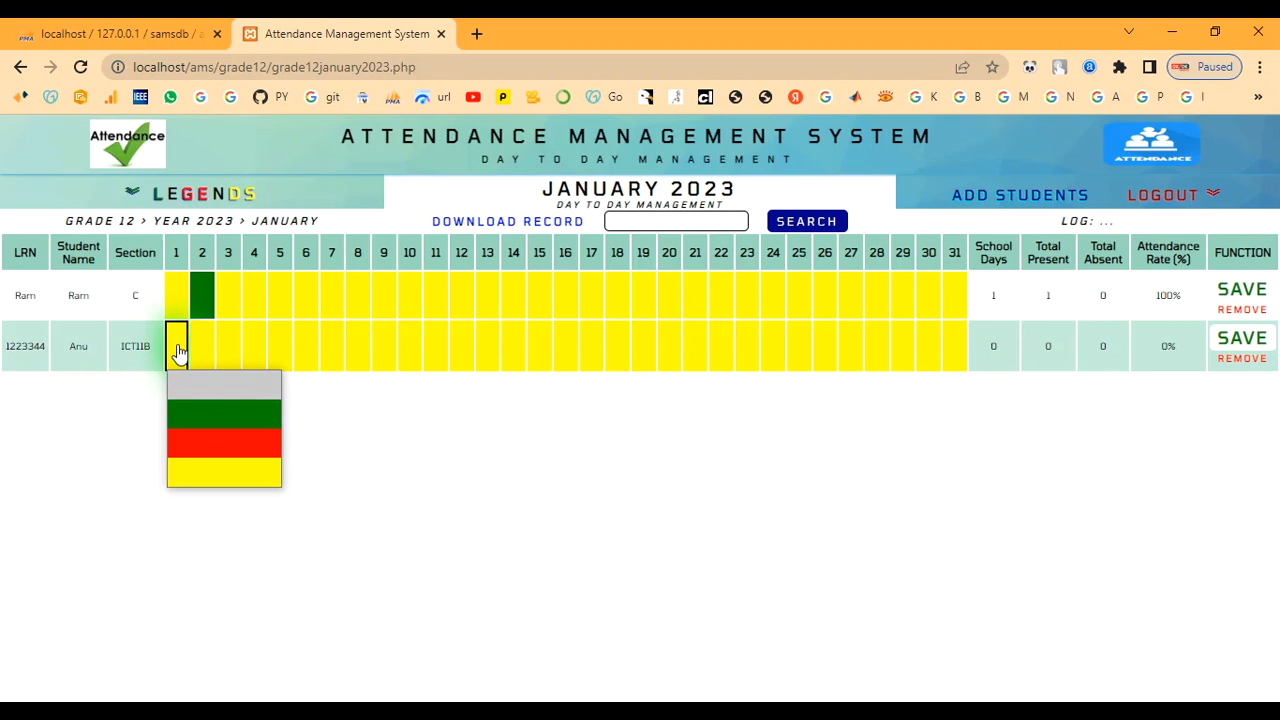 localhost / 127.0.0.1 / samsdb / a
Attendance Management System
localhost/ams/grade12/grade12january2023.php
Paused
IEEE PY git PMA url Go K B M N A P I
Attendance
ATTENDANCE MANAGEMENT SYSTEM
DAY TO DAY MANAGEMENT
ATTENDANCE
LEGENDS
JANUARY 2023
DAY TO DAY MANAGEMENT
ADD STUDENTS LOGOUT
GRADE 12 > YEAR 2023 > JANUARY
DOWNLOAD RECORD
SEARCH
LOG: ...
LRN Student Name Section 1 2 3 4 5 6 7 8 9 10 11 12 13 14 15 16 17 18 19 20 21 22 23 24 25 26 27 28 29 30 31 School Days Total Present Total Absent Attendance Rate (%) FUNCTION
Ram Ram C 1 1 0 100% SAVE
REMOVE
1223344 Anu ICT11B 0 0 0 0% SAVE
REMOVE